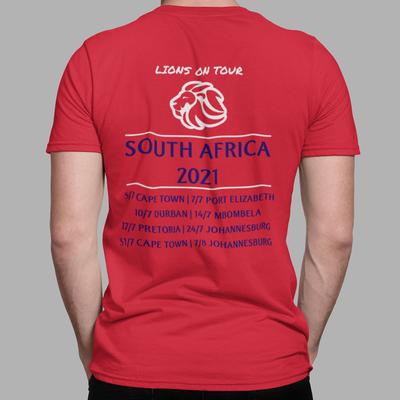 LIONS ON TOUR
SOUTH AFRICA
2021
5/7 CAPE TOWN | 7/7 PORT ELIZABETH
10/7 DURBAN | 14/7 MBOMBELA
17/7 PRETORIA | 24/7 JOHANNESBURG
31/7 CAPE TOWN | 7/8 JOHANNESBURG